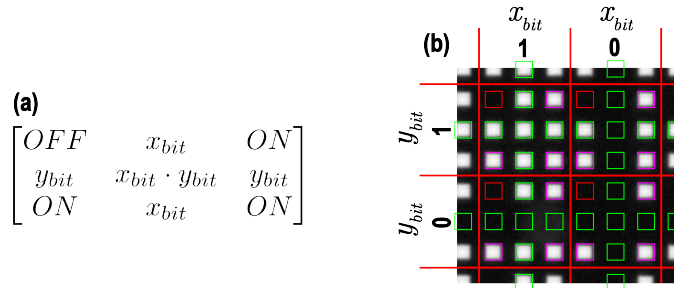 (a)
OFF x_bit ON
y_bit x_bit · y_bit y_bit
ON x_bit ON
(b)
x_bit x_bit
1 0
y_bit 1
y_bit 0